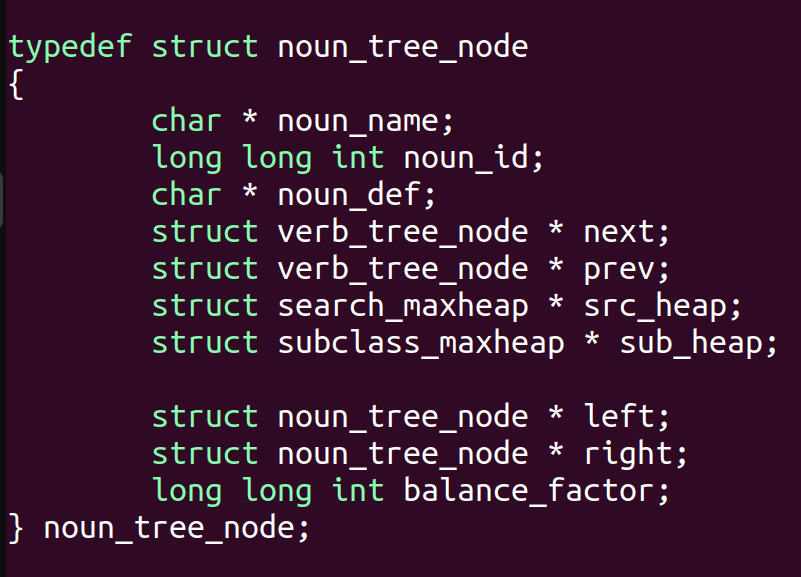 typedef struct noun_tree_node
{
        char * noun_name;
        long long int noun_id;
        char * noun_def;
        struct verb_tree_node * next;
        struct verb_tree_node * prev;
        struct search_maxheap * src_heap;
        struct subclass_maxheap * sub_heap;

        struct noun_tree_node * left;
        struct noun_tree_node * right;
        long long int balance_factor;
} noun_tree_node;